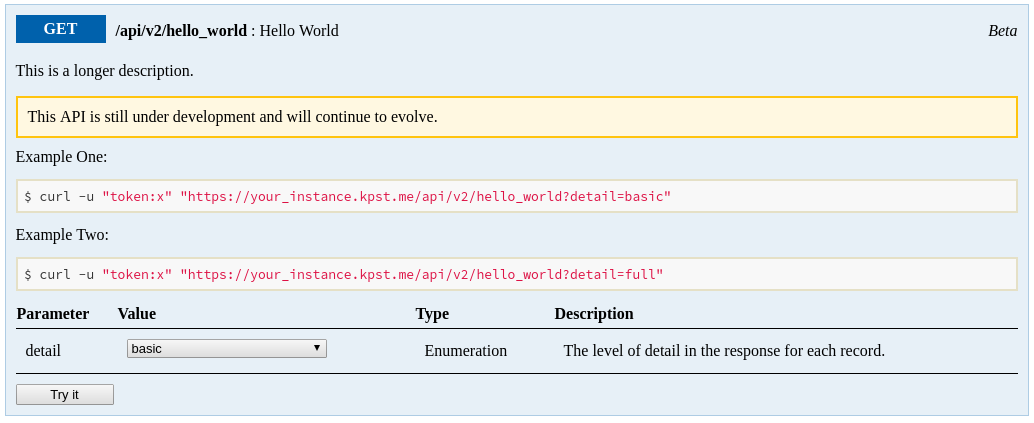 GET /api/v2/hello_world : Hello World Beta
This is a longer description.
This API is still under development and will continue to evolve.
Example One:
$ curl -u "token:x" "https://your_instance.kpst.me/api/v2/hello_world?detail=basic"
Example Two:
$ curl -u "token:x" "https://your_instance.kpst.me/api/v2/hello_world?detail=full"
Parameter Value Type Description
detail basic Enumeration The level of detail in the response for each record.
Try it